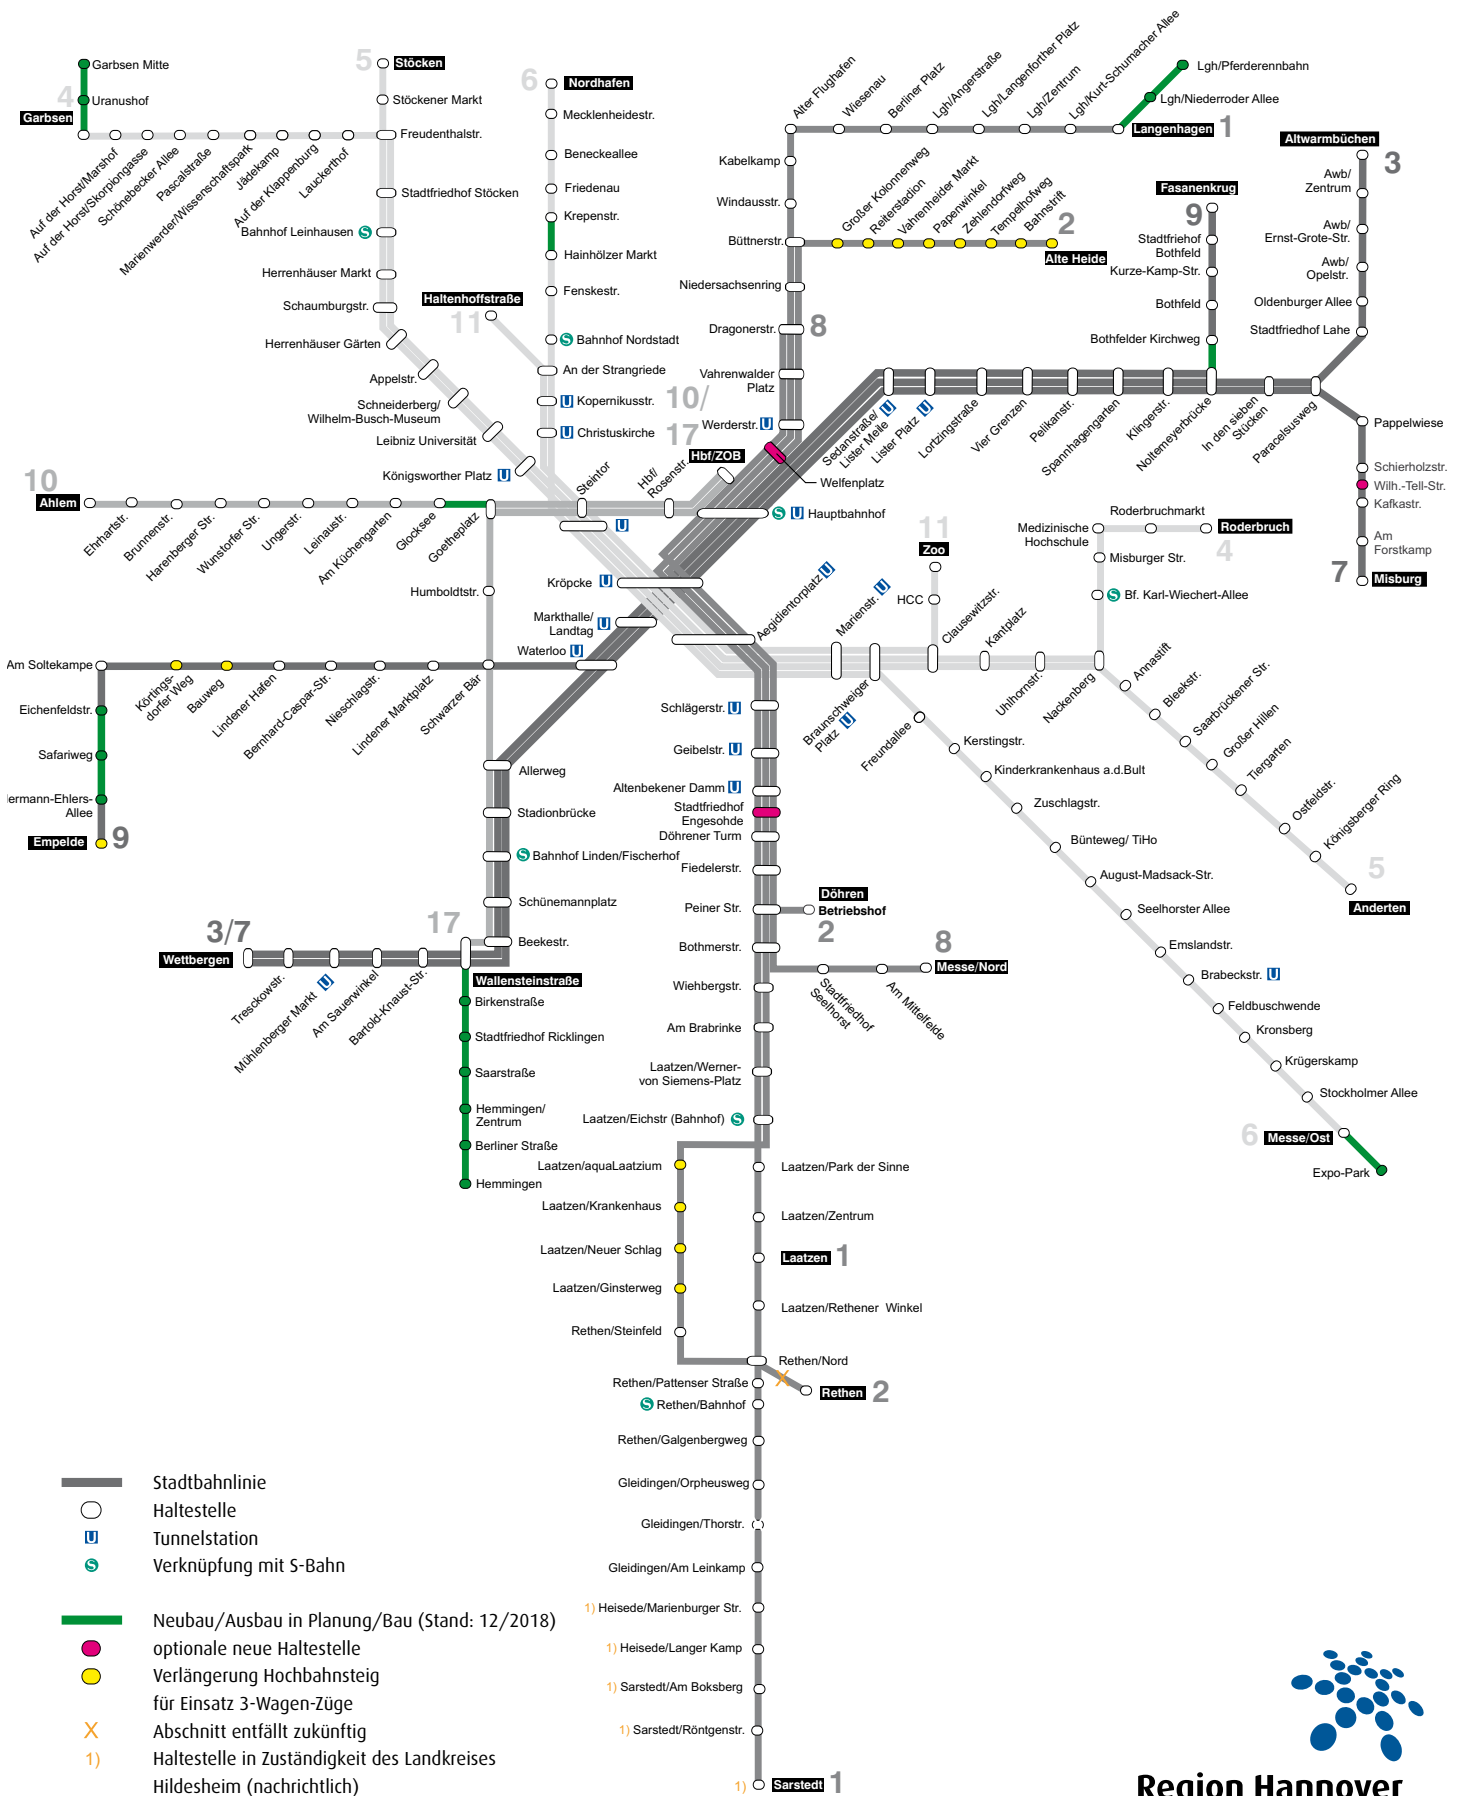 Garbsen Mitte
4
Uranushof
Garbsen
Auf der Horst/Marshof
Auf der Horst/Skorpiongasse
Schönebecker Allee
Pascalstraße
Marienwerder/Wissenschaftspark
Jädekamp
Auf der Klappenburg
Lauckerthof
5
Stöcken
Stöckener Markt
Freudenthalstr.
Stadtfriedhof Stöcken
Bahnhof Leinhausen S
Herrenhäuser Markt
Schaumburgstr.
Herrenhäuser Gärten
Appelstr.
Schneiderberg/
Wilhelm-Busch-Museum
Leibniz Universität
Königsworther Platz U
6
Nordhafen
Mecklenheidestr.
Beneckeallee
Friedenau
Krepenstr.
Hainhölzer Markt
Fenskestr.
S Bahnhof Nordstadt
Haltenhoffstraße
11
An der Strangriede
U Kopernikusstr.
U Christuskirche
10/
17
Hbf/ZOB
Alter Flughafen
Wiesenau
Berliner Platz
Lgh/Angerstraße
Lgh/Langenforther Platz
Lgh/Zentrum
Lgh/Kurt-Schumacher Allee
Lgh/Pferderennbahn
Lgh/Niederroder Allee
Langenhagen 1
Kabelkamp
Windausstr.
Büttnerstr.
Großer Kolonnenweg
Reiterstadion
Vahrenheider Markt
Papenwinkel
Zehlendorfweg
Tempelhofweg
Bahnstrift
2
Alte Heide
Niedersachsenring
Dragonerstr.
8
Vahrenwalder
Platz
Werderstr. U
Welfenplatz
S U Hauptbahnhof
Altwarmbüchen
3
Awb/
Zentrum
Awb/
Ernst-Grote-Str.
Awb/
Opelstr.
Oldenburger Allee
Stadtfriedhof Lahe
Fasanenkrug
9
Stadtfriehof
Bothfeld
Kurze-Kamp-Str.
Bothfeld
Bothfelder Kirchweg
Sedanstraße/
Lister Meile U
Lister Platz U
Lortzingstraße
Vier Grenzen
Pelikanstr.
Spannhagengarten
Klingerstr.
Noltemeyerbrücke
In den sieben
Stücken
Paracelsusweg
Pappelwiese
Schierholzstr.
Wilh.-Tell-Str.
Kafkastr.
Am
Forstkamp
7 Misburg
10
Ahlem
Ehrhartstr.
Brunnenstr.
Harenberger Str.
Wunstorfer Str.
Ungerstr.
Leinaustr.
Am Küchengarten
Glocksee
Goetheplatz
Steintor
U
Hbf/
Rosenstr.
Humboldtstr.
Kröpcke U
Markthalle/
Landtag U
Waterloo U
Aegidientorplatz U
Marienstr. U
11
Zoo
HCC
Clausewitzstr.
Kantplatz
Uhlhornstr.
Nackenberg
Medizinische
Hochschule
Roderbruchmarkt
Roderbruch
4
Misburger Str.
S Bf. Karl-Wiechert-Allee
Annastift
Bleekstr.
Saarbrückener Str.
Großer Hillen
Tiergarten
Ostfeldstr.
Königsberger Ring
5
Anderten
Braunschweiger
Platz U
Freundallee
Kerstingstr.
Kinderkrankenhaus a.d.Bult
Zuschlagstr.
Bünteweg/ TiHo
August-Madsack-Str.
Seelhorster Allee
Emslandstr.
Brabeckstr. U
Feldbuschwende
Kronsberg
Krügerskamp
Stockholmer Allee
6 Messe/Ost
Expo-Park
Am Soltekampe
Körtings-
dorfer Weg
Bauweg
Lindener Hafen
Bernhard-Caspar-Str.
Nieschlagstr.
Lindener Marktplatz
Schwarzer Bär
Eichenfeldstr.
Safariweg
lermann-Ehlers-
Allee
Empelde 9
Allerweg
Stadionbrücke
S Bahnhof Linden/Fischerhof
Schünemannplatz
Beekestr.
3/7
Wettbergen
17
Tresckowstr.
Mühlenberger Markt U
Am Sauerwinkel
Bartold-Knaust-Str.
Wallensteinstraße
Birkenstraße
Stadtfriedhof Ricklingen
Saarstraße
Hemmingen/
Zentrum
Berliner Straße
Hemmingen
Schlägerstr. U
Geibelstr. U
Altenbekener Damm U
Stadtfriedhof
Engesohde
Döhrener Turm
Fiedelerstr.
Peiner Str.
Döhren
Betriebshof
2
Bothmerstr.
8
Messe/Nord
Stadtfriedhof
Seelhorst
Am Mittelfelde
Wiehbergstr.
Am Brabrinke
Laatzen/Werner-
von Siemens-Platz
Laatzen/Eichstr (Bahnhof) S
Laatzen/aquaLaatzium
Laatzen/Krankenhaus
Laatzen/Neuer Schlag
Laatzen/Ginsterweg
Rethen/Steinfeld
Laatzen/Park der Sinne
Laatzen/Zentrum
Laatzen 1
Laatzen/Rethener Winkel
Rethen/Nord
X
Rethen 2
Rethen/Pattenser Straße
S Rethen/Bahnhof
Rethen/Galgenbergweg
Gleidingen/Orpheusweg
Gleidingen/Thorstr.
Gleidingen/Am Leinkamp
1) Heisede/Marienburger Str.
1) Heisede/Langer Kamp
1) Sarstedt/Am Boksberg
1) Sarstedt/Röntgenstr.
1) Sarstedt 1
Stadtbahnlinie
Haltestelle
U Tunnelstation
S Verknüpfung mit S-Bahn
Neubau/Ausbau in Planung/Bau (Stand: 12/2018)
optionale neue Haltestelle
Verlängerung Hochbahnsteig
für Einsatz 3-Wagen-Züge
X Abschnitt entfällt zukünftig
1) Haltestelle in Zuständigkeit des Landkreises
Hildesheim (nachrichtlich)
Region Hannover